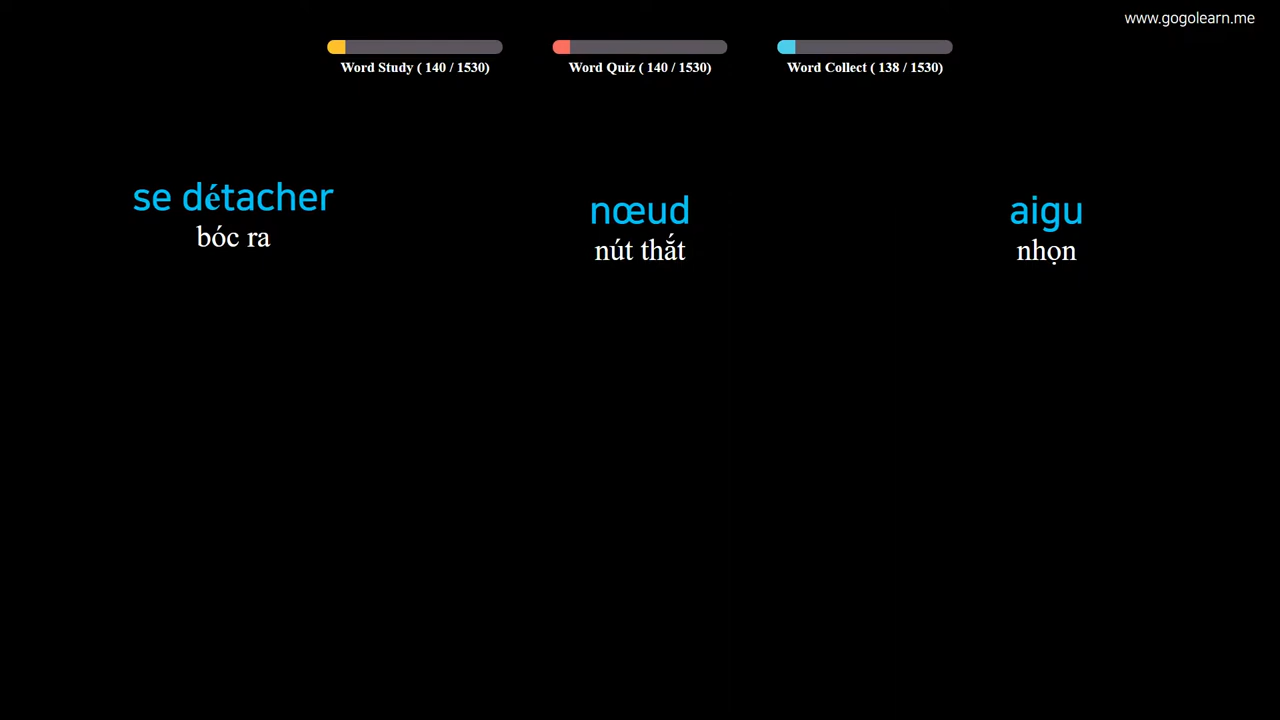 www.gogolearn.me
Word Study ( 140 / 1530)
Word Quiz ( 140 / 1530)
Word Collect ( 138 / 1530)
se détacher
bóc ra
nœud
nút thắt
aigu
nhọn